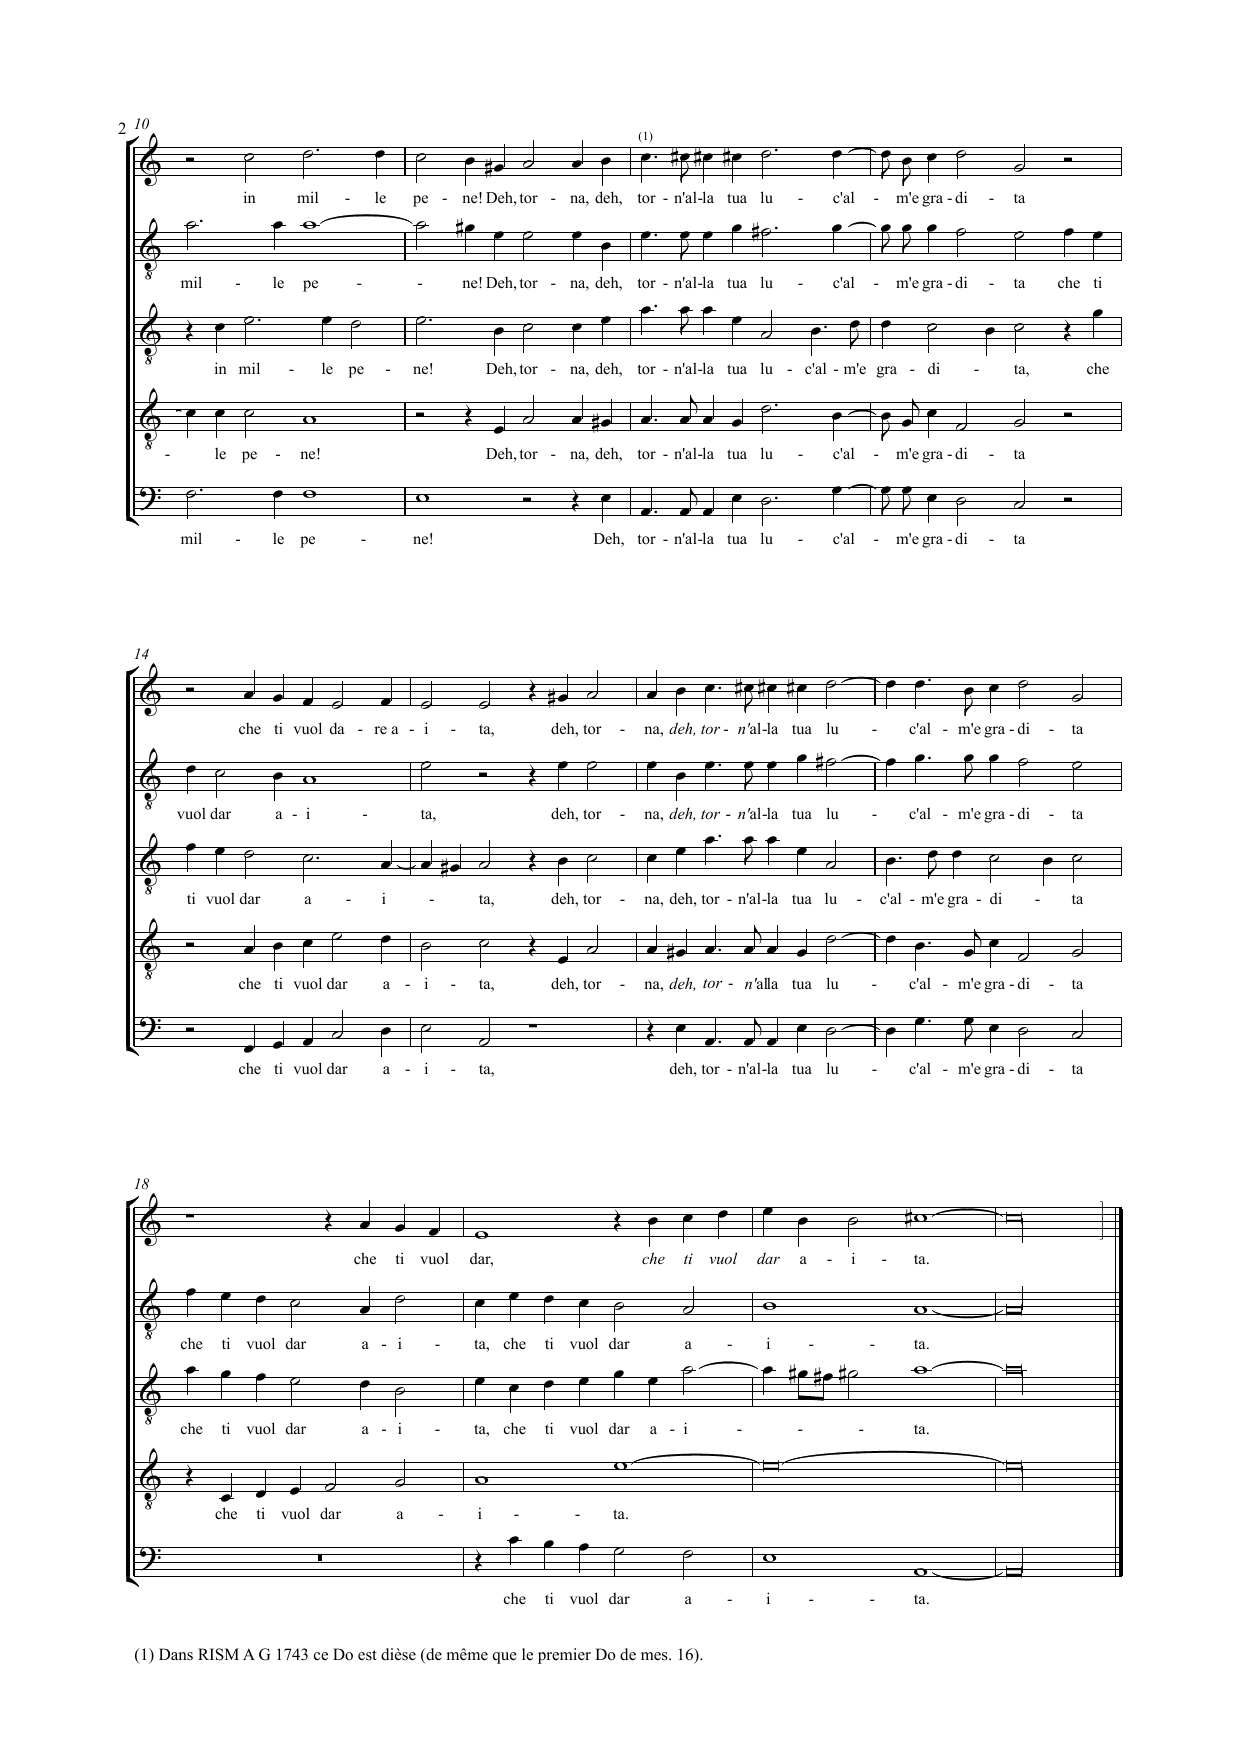 2
10
(1)
in mil - le pe - ne! Deh, tor - na, deh, tor - n'al-la tua lu - c'al - m'e gra - di - ta
mil - le pe - - ne! Deh, tor - na, deh, tor - n'al-la tua lu - c'al - m'e gra - di - ta che ti
in mil - le pe - ne! Deh, tor - na, deh, tor - n'al-la tua lu - c'al - m'e gra - di - ta, che
- le pe - ne! Deh, tor - na, deh, tor - n'al-la tua lu - c'al - m'e gra - di - ta
mil - le pe - ne! Deh, tor - n'al-la tua lu - c'al - m'e gra - di - ta
14
che ti vuol da - re a - i - ta, deh, tor - na, deh, tor - n'al-la tua lu - c'al - m'e gra - di - ta
vuol dar a - i - ta, deh, tor - na, deh, tor - n'al-la tua lu - c'al - m'e gra - di - ta
ti vuol dar a - i - ta, deh, tor - na, deh, tor - n'al-la tua lu - c'al - m'e gra - di - ta
che ti vuol dar a - i - ta, deh, tor - na, deh, tor - n'alla tua lu - c'al - m'e gra - di - ta
che ti vuol dar a - i - ta, deh, tor - n'al-la tua lu - c'al - m'e gra - di - ta
18
che ti vuol dar, che ti vuol dar a - i - ta.
che ti vuol dar a - i - ta, che ti vuol dar a - i - ta.
che ti vuol dar a - i - ta, che ti vuol dar a - i - - - ta.
che ti vuol dar a - i - - ta.
che ti vuol dar a - i - - ta.
(1) Dans RISM A G 1743 ce Do est dièse (de même que le premier Do de mes. 16).